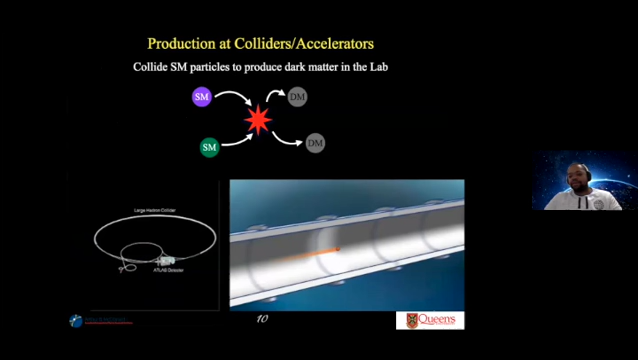 Production at Colliders/Accelerators
Collide SM particles to produce dark matter in the Lab
SM
DM
SM
DM
Large Hadron Collider
ATLAS Detector
10
Queen's